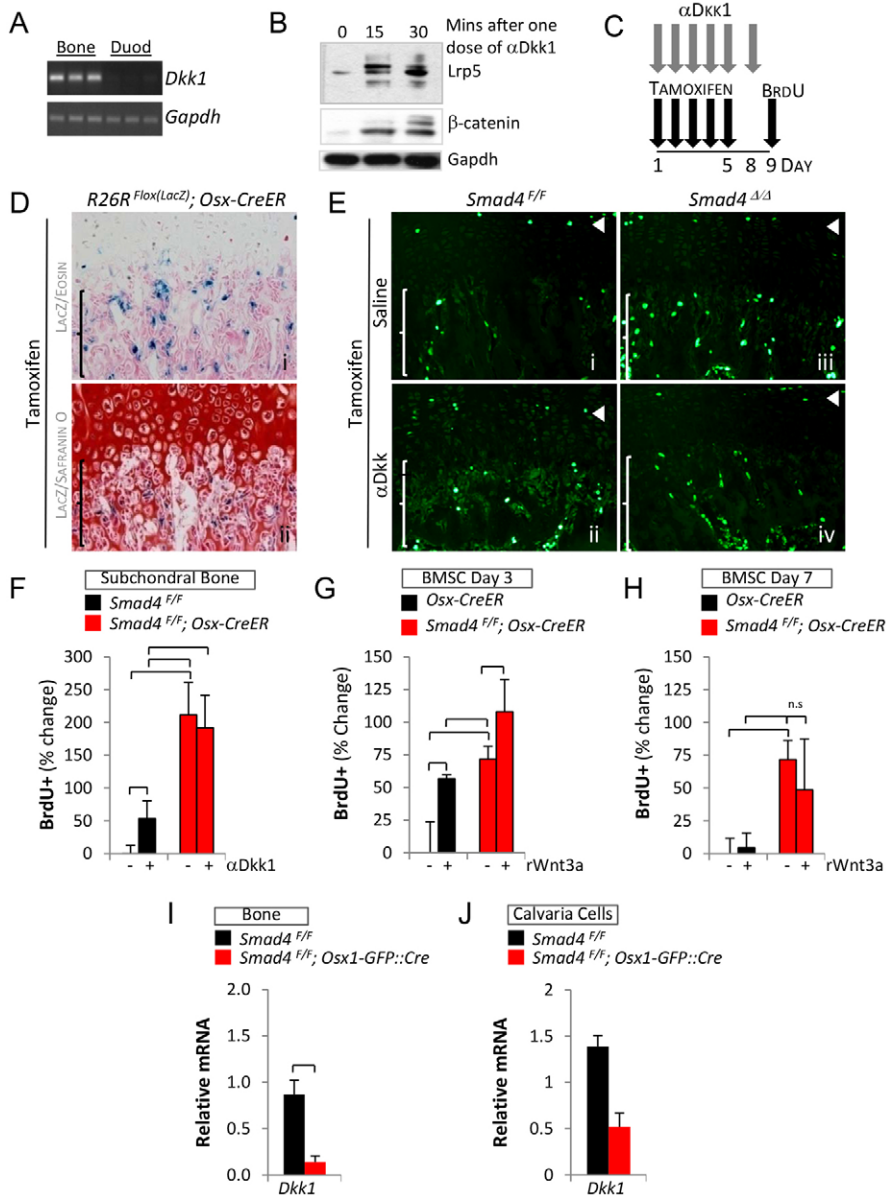 A
Bone Duod
Dkk1
Gapdh
B
0 15 30 Mins after one
dose of αDkk1
Lrp5
β-catenin
Gapdh
C
αDKK1
TAMOXIFEN BRDU
1 5 8 9 DAY
D
R26R Flox(LacZ); Osx-CreER
Tamoxifen
LACZ/EOSIN
i
LACZ/SAFRANIN O
ii
E
Smad4 F/F Smad4 Δ/Δ
Tamoxifen
Saline
i iii
αDkk
ii iv
F
Subchondral Bone
Smad4 F/F
Smad4 F/F; Osx-CreER
BrdU+ (% Change)
300
250
200
150
100
50
0
- + - + αDkk1
G
BMSC Day 3
Osx-CreER
Smad4 F/F; Osx-CreER
BrdU+ (% Change)
150
125
100
75
50
25
0
- + - + rWnt3a
H
BMSC Day 7
Osx-CreER
Smad4 F/F; Osx-CreER
BrdU+ (% change)
150
125
100
75
50
25
0
n.s
- + - + rWnt3a
I
Bone
Smad4 F/F
Smad4 F/F; Osx1-GFP::Cre
Relative mRNA
2.0
1.5
1.0
0.5
0.0
Dkk1
J
Calvaria Cells
Smad4 F/F
Smad4 F/F; Osx1-GFP::Cre
Relative mRNA
2
1.5
1
0.5
0
Dkk1